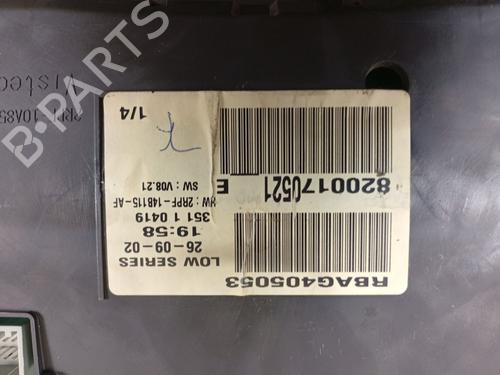 RBAG405053
LOW SERIES
26-09-02
19:58
351 1 0419
HW : 2RPF-14B115-AF
SW : V08.21
8200170521
E
1/4
B-PARTS